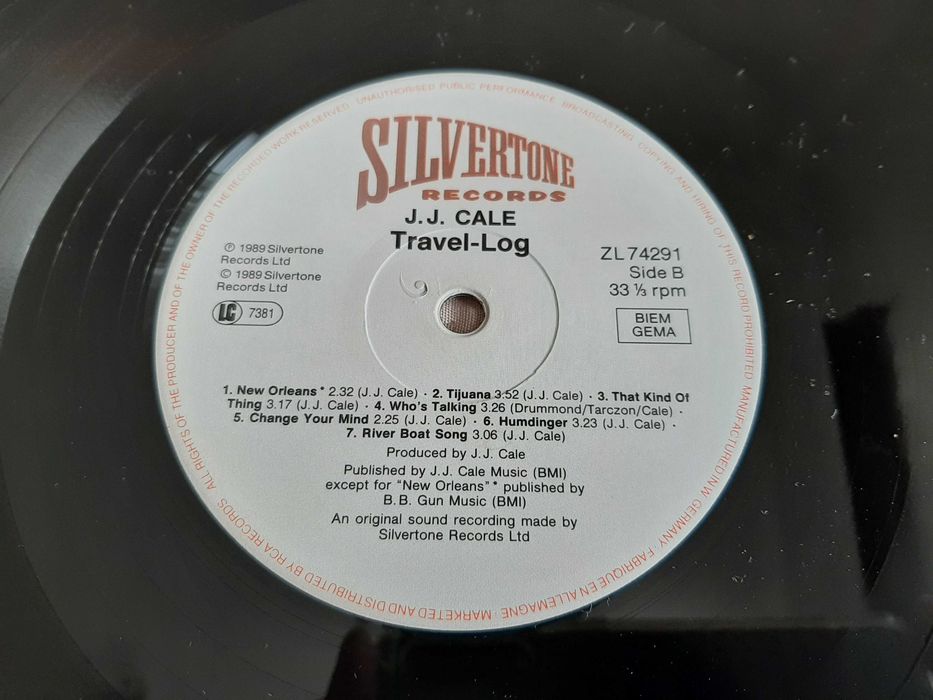 SILVERTONE
RECORDS
J.J. CALE
Travel-Log
℗ 1989 Silvertone
Records Ltd
© 1989 Silvertone
Records Ltd
LC 7381
ZL 74291
Side B
33 ⅓ rpm
BIEM
GEMA
1. New Orleans* 2.32 (J.J. Cale) · 2. Tijuana 3:52 (J.J. Cale) · 3. That Kind Of
Thing 3.17 (J.J. Cale) · 4. Who's Talking 3.26 (Drummond/Tarczon/Cale) ·
5. Change Your Mind 2.25 (J.J. Cale) · 6. Humdinger 3.23 (J.J. Cale) ·
7. River Boat Song 3.06 (J.J. Cale)
Produced by J.J. Cale
Published by J.J. Cale Music (BMI)
except for "New Orleans"* published by
B.B. Gun Music (BMI)
An original sound recording made by
Silvertone Records Ltd
ALL RIGHTS OF THE PRODUCER AND OF THE OWNER OF THE RECORDED WORK RESERVED. UNAUTHORISED PUBLIC PERFORMANCE, BROADCASTING, COPYING AND HIRING OF THIS RECORD PROHIBITED. MANUFACTURED IN W. GERMANY. FABRIQUE EN ALLEMAGNE. MARKETED AND DISTRIBUTED BY RCA RECORDS.